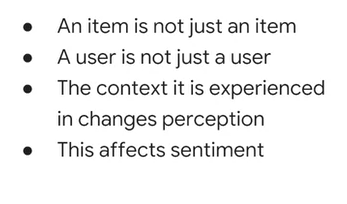 ● An item is not just an item
● A user is not just a user
● The context it is experienced
in changes perception
● This affects sentiment